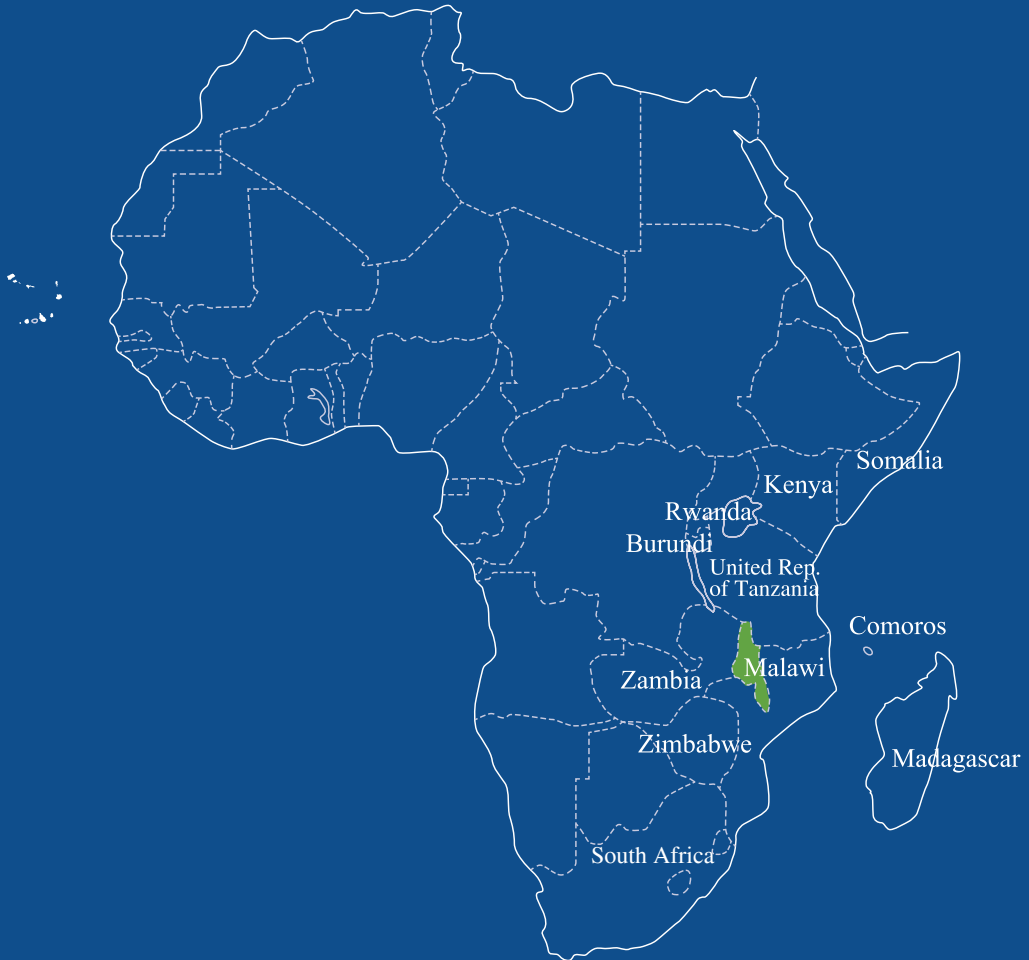 Somalia
Kenya
Rwanda
Burundi
United Rep.
of Tanzania
Comoros
Malawi
Zambia
Zimbabwe
Madagascar
South Africa